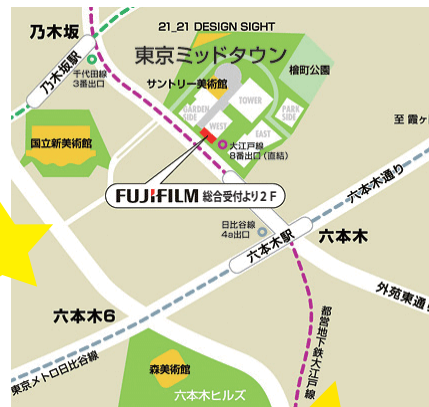 乃木坂
21_21 DESIGN SIGHT
東京ミッドタウン
乃木坂駅
千代田線
3番出口
サントリー美術館
檜町公園
GARDEN
SIDE
TOWER
PARK
SIDE
WEST
EAST
至 霞ヶ
国立新美術館
大江戸線
8番出口(直結)
FUJIFILM 総合受付より2F
六本木通り
日比谷線
4a出口
六本木駅
六本木
外苑東通
六本木6
都営地下鉄大江戸線
東京メトロ日比谷線
森美術館
六本木ヒルズ